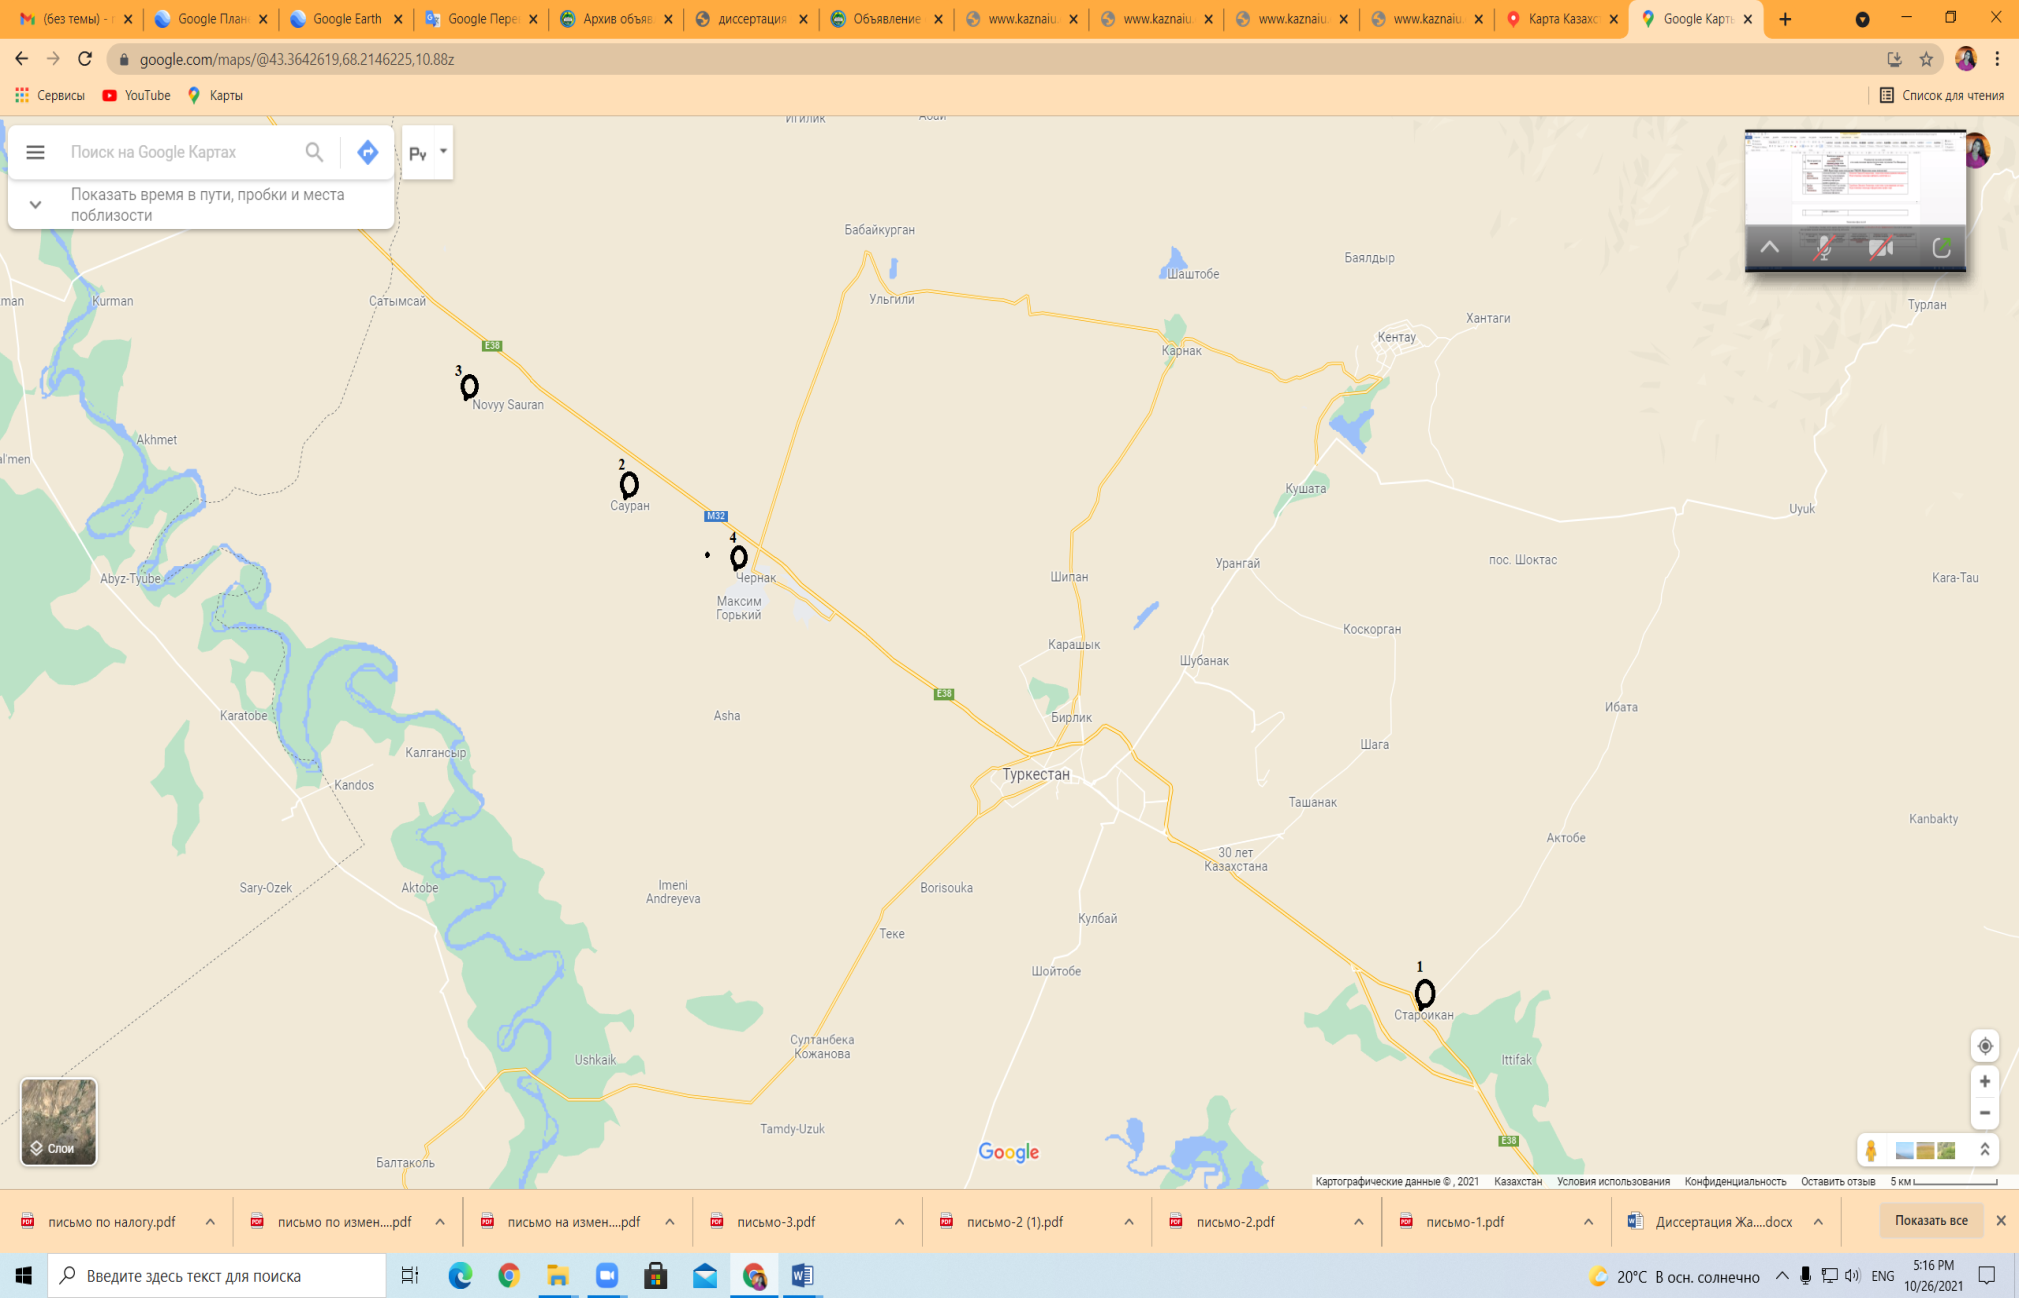 (без темы) -
Google План
Google Earth
Google Пере
Архив объяв
диссертация
Объявление
www.kaznaiu.
www.kaznaiu.
www.kaznaiu.
www.kaznaiu.
Карта Казахс
Google Карты
google.com/maps/@43.3642619,68.2146225,10.88z
Сервисы
YouTube
Карты
Список для чтения
Поиск на Google Картах
Показать время в пути, пробки и места
поблизости
Игилик
Абай
Бабайкурган
Ульгили
Шаштобе
Баялдыр
Хантаги
Кентау
Турлан
Карнак
Kurman
Сатымсай
E38
3
Novyy Sauran
Akhmet
2
Сауран
M32
4
Чернак
Максим
Горький
Кушата
Uyuk
Урангай
пос. Шоктас
Kara-Tau
Шипан
Abyz-Tyube
Коскорган
Карашык
Шубанак
E38
Ибата
Karatobe
Asha
Бирлик
Калгансыр
Шага
Туркестан
Kandos
Ташанак
Kanbakty
Актобе
30 лет
Казахстана
Sary-Ozek
Aktobe
Imeni
Andreyeva
Borisouka
Кулбай
Теке
Шойтобе
1
Староикан
Султанбека
Кожанова
Ushkaik
Ittifak
Tamdy-Uzuk
E38
Балтаколь
Слои
Google
Картографические данные © , 2021 Казахстан Условия использования Конфиденциальность Оставить отзыв 5 км
письмо по налогу.pdf
письмо по измен....pdf
письмо на измен....pdf
письмо-3.pdf
письмо-2 (1).pdf
письмо-2.pdf
письмо-1.pdf
Диссертация Жа....docx
Показать все
Введите здесь текст для поиска
20°C В осн. солнечно
ENG
5:16 PM
10/26/2021